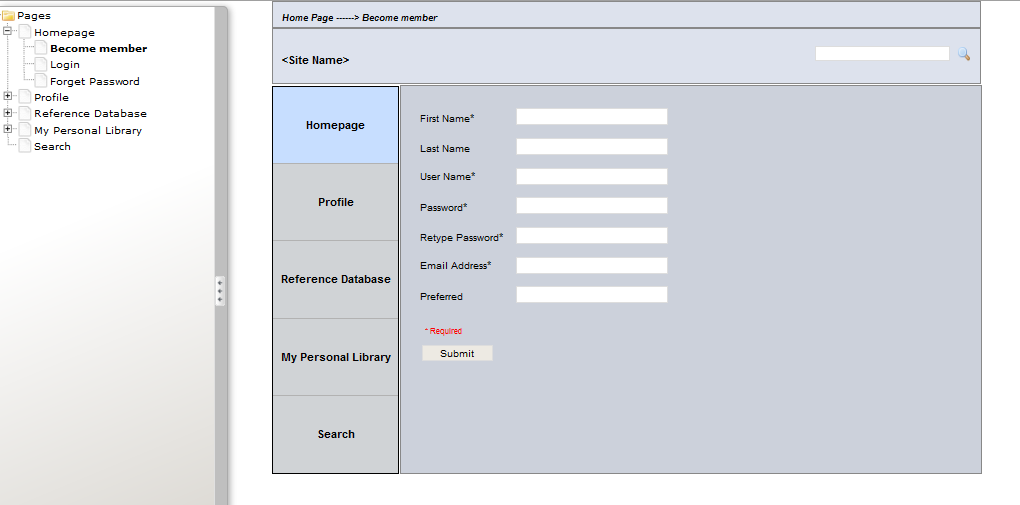 Pages
Homepage
Become member
Login
Forget Password
Profile
Reference Database
My Personal Library
Search
Home Page ------> Become member
<Site Name>
Homepage
Profile
Reference Database
My Personal Library
Search
First Name*
Last Name
User Name*
Password*
Retype Password*
Email Address*
Preferred
* Required
Submit